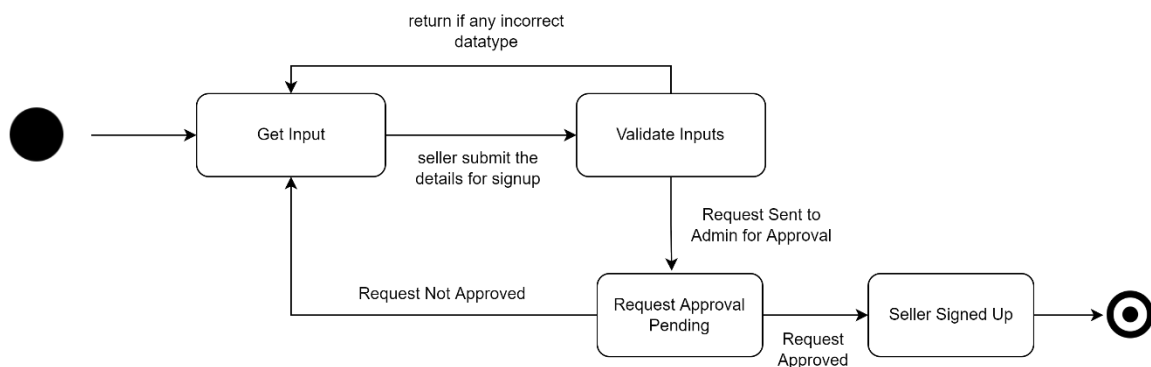 return if any incorrect
datatype
Get Input
Validate Inputs
seller submit the
details for signup
Request Sent to
Admin for Approval
Request Not Approved
Request Approval
Pending
Seller Signed Up
Request
Approved